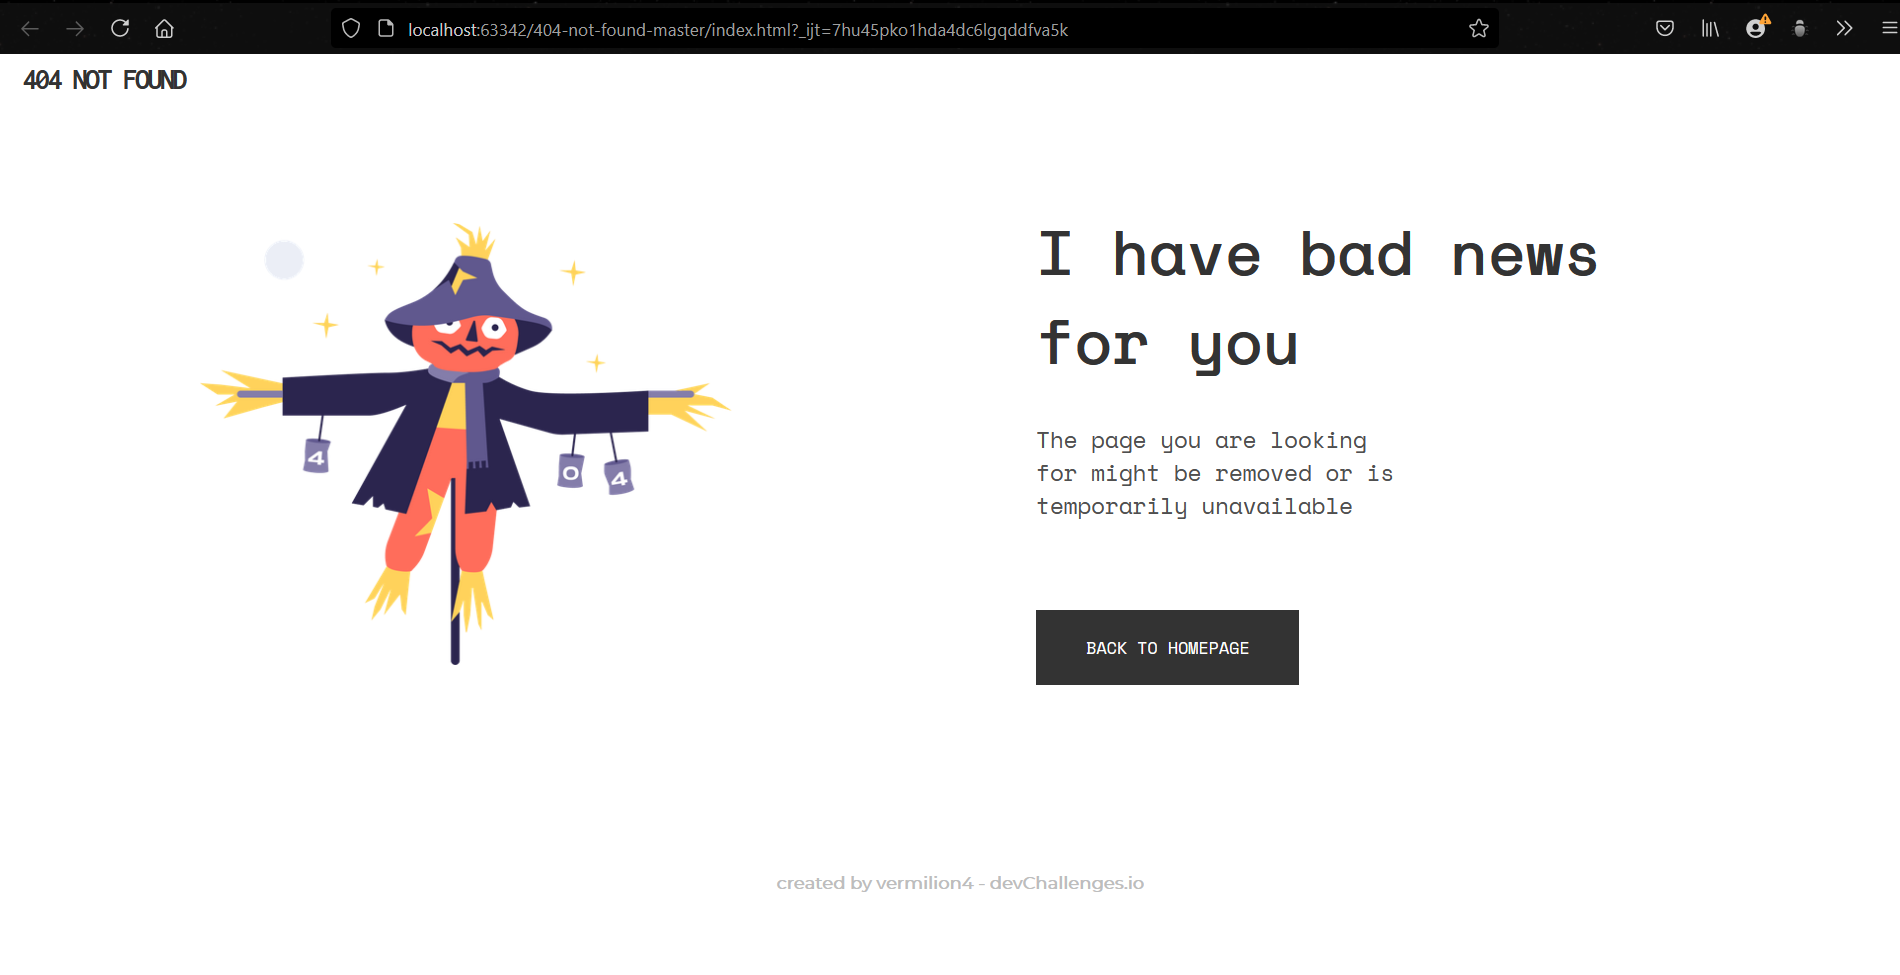 localhost:63342/404-not-found-master/index.html?_ijt=7hu45pko1hda4dc6lgqddfva5k
404 NOT FOUND
I have bad news
for you
The page you are looking
for might be removed or is
temporarily unavailable
4
0
4
BACK TO HOMEPAGE
created by vermilion4 - devChallenges.io